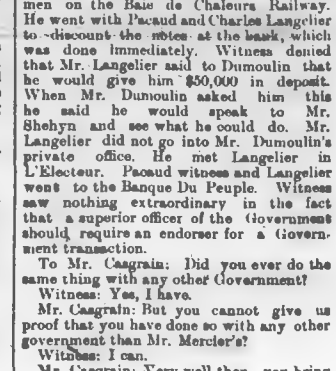 men on the Baie de Chaleurs Railway.
He went with Pacaud and Charles Langelier
to discount the notes at the bank, which
was done immediately. Witness denied
that Mr. Langelier said to Dumoulin that
he would give him $50,000 in deposit.
When Mr. Dumoulin asked him this
he said he would speak to Mr.
Shehyn and see what he could do. Mr.
Langelier did not go into Mr. Dumoulin's
private office. He met Langelier in
L'Electeur. Pacaud witness and Langelier
went to the Banque Du Peuple. Witness
saw nothing extraordinary in the fact
that a superior officer of the Government
should require an endorser for a Govern-
ment transaction.
To Mr. Casgrain: Did you ever do the
same thing with any other Government?
Witness: Yes, I have.
Mr. Casgrain: But you cannot give us
proof that you have done so with any other
government than Mr. Mercier's?
Witness: I can.
Mr. Casgrain: Very well then, you bring